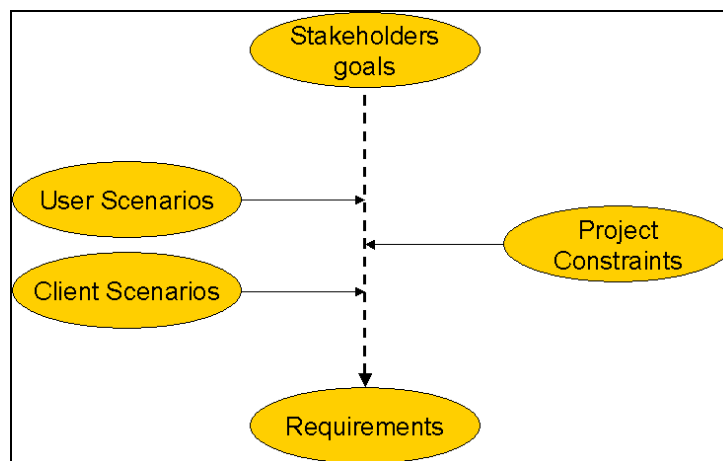 Stakeholders
goals
User Scenarios
Project
Constraints
Client Scenarios
Requirements